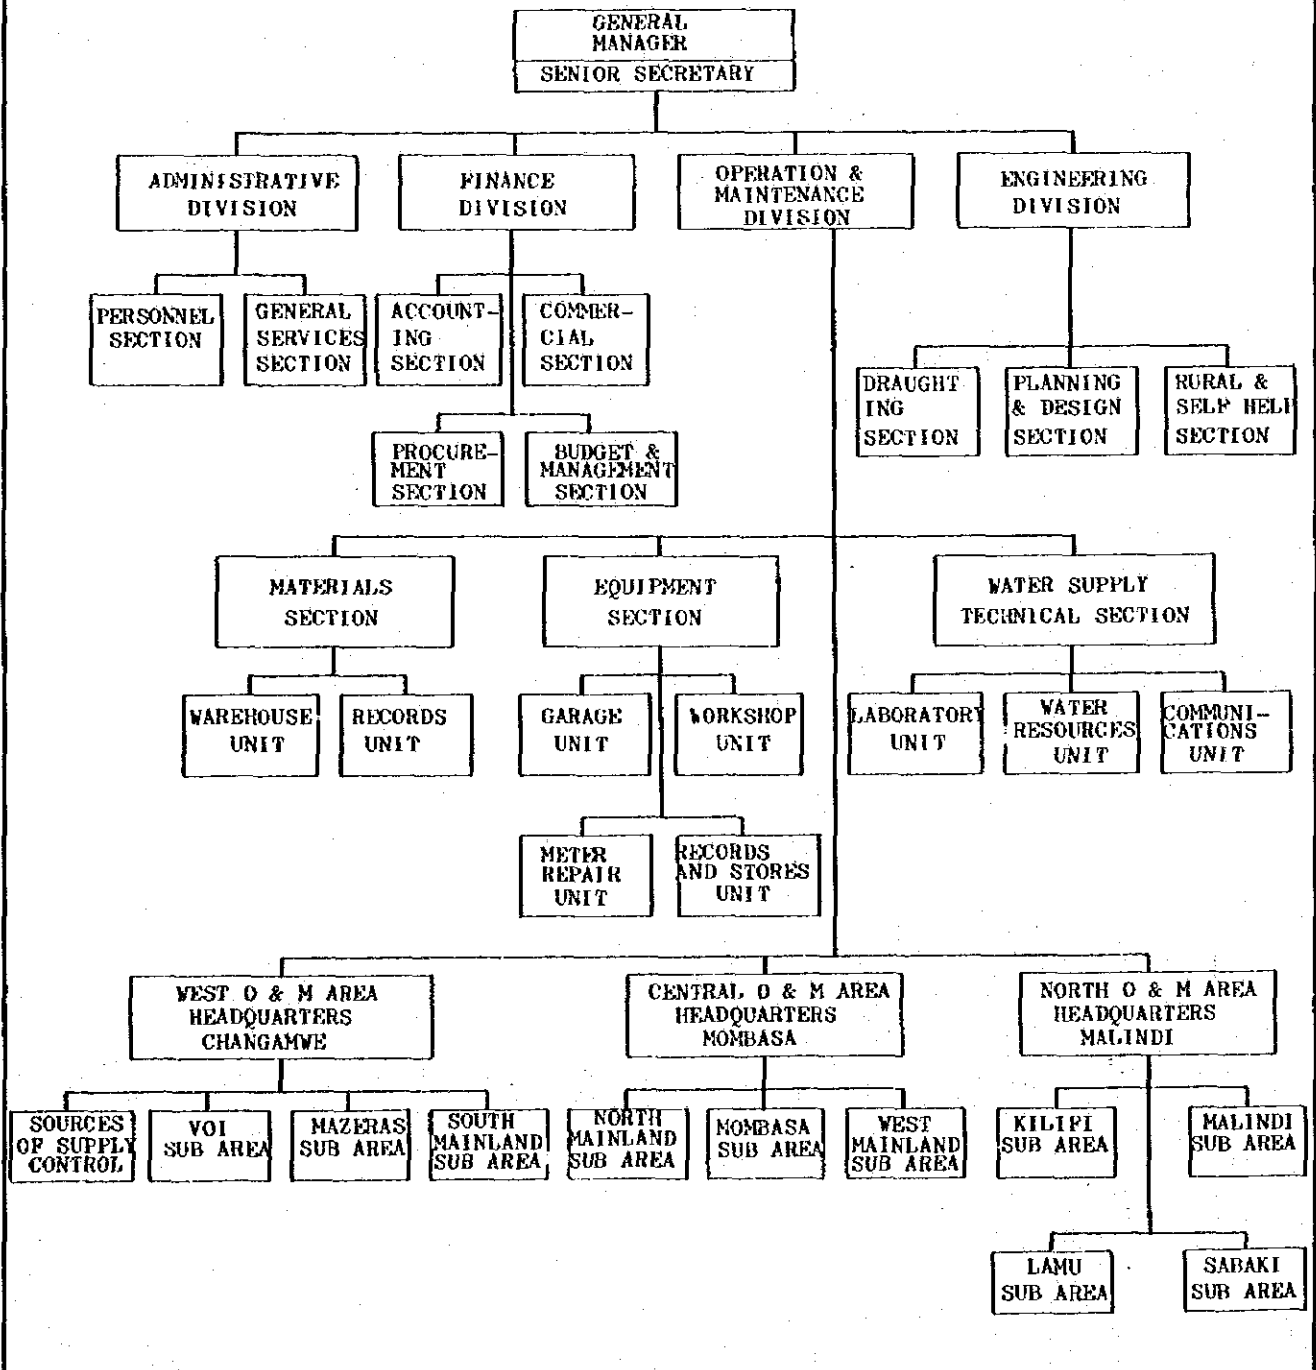 GENERAL
MANAGER
SENIOR SECRETARY
ADMINISTRATIVE
DIVISION
FINANCE
DIVISION
OPERATION &
MAINTENANCE
DIVISION
ENGINEERING
DIVISION
PERSONNEL
SECTION
GENERAL
SERVICES
SECTION
ACCOUNT-
ING
SECTION
COMMER-
CIAL
SECTION
PROCURE-
MENT
SECTION
BUDGET &
MANAGEMENT
SECTION
DRAUGHT
ING
SECTION
PLANNING
& DESIGN
SECTION
RURAL &
SELF HELP
SECTION
MATERIALS
SECTION
EQUIPMENT
SECTION
WATER SUPPLY
TECHNICAL SECTION
WAREHOUSE
UNIT
RECORDS
UNIT
GARAGE
UNIT
WORKSHOP
UNIT
LABORATORY
UNIT
WATER
RESOURCES
UNIT
COMMUNI-
CATIONS
UNIT
METER
REPAIR
UNIT
RECORDS
AND STORES
UNIT
WEST O & M AREA
HEADQUARTERS
CHANGAMWE
CENTRAL O & M AREA
HEADQUARTERS
MOMBASA
NORTH O & M AREA
HEADQUARTERS
MALINDI
SOURCES
OF SUPPLY
CONTROL
VOI
SUB AREA
MAZERAS
SUB AREA
SOUTH
MAINLAND
SUB AREA
NORTH
MAINLAND
SUB AREA
MOMBASA
SUB AREA
WEST
MAINLAND
SUB AREA
KILIFI
SUB AREA
MALINDI
SUB AREA
LAMU
SUB AREA
SABAKI
SUB AREA